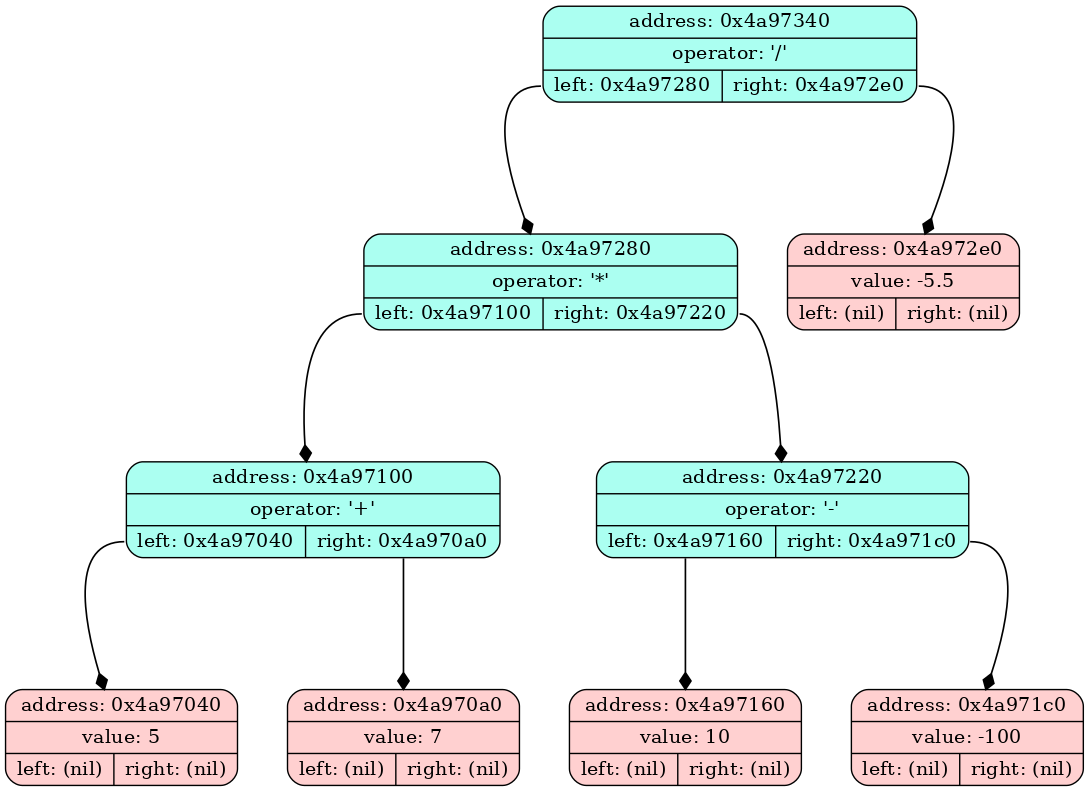 address: 0x4a97340
operator: '/'
left: 0x4a97280 right: 0x4a972e0
address: 0x4a97280
operator: '*'
left: 0x4a97100 right: 0x4a97220
address: 0x4a972e0
value: -5.5
left: (nil) right: (nil)
address: 0x4a97100
operator: '+'
left: 0x4a97040 right: 0x4a970a0
address: 0x4a97220
operator: '-'
left: 0x4a97160 right: 0x4a971c0
address: 0x4a97040
value: 5
left: (nil) right: (nil)
address: 0x4a970a0
value: 7
left: (nil) right: (nil)
address: 0x4a97160
value: 10
left: (nil) right: (nil)
address: 0x4a971c0
value: -100
left: (nil) right: (nil)